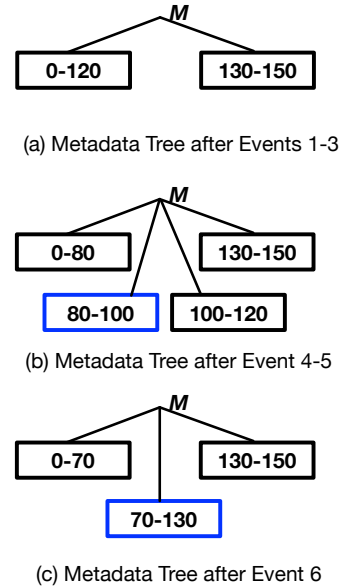 M
0-120 130-150
(a) Metadata Tree after Events 1-3
M
0-80 130-150
80-100 100-120
(b) Metadata Tree after Event 4-5
M
0-70 130-150
70-130
(c) Metadata Tree after Event 6